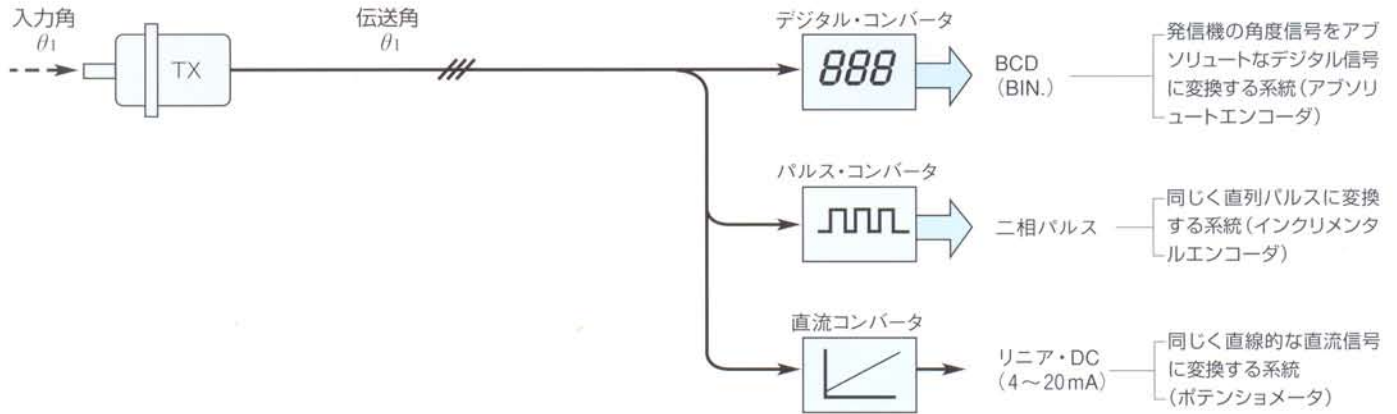 入力角
θ1
TX
伝送角
θ1
デジタル・コンバータ
888
BCD
(BIN.)
発信機の角度信号をアブ
ソリュートなデジタル信号
に変換する系統(アブソリ
ュートエンコーダ)
パルス・コンバータ
二相パルス
同じく直列パルスに変換
する系統(インクリメンタ
ルエンコーダ)
直流コンバータ
リニア・DC
(4~20mA)
同じく直線的な直流信号
に変換する系統
(ポテンショメータ)